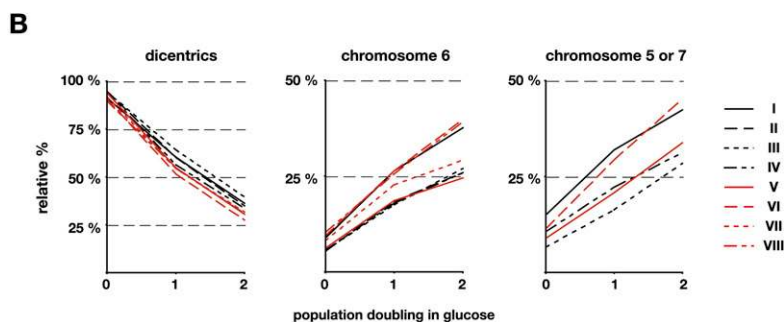 B
dicentrics
chromosome 6
chromosome 5 or 7
100 %
75 %
50 %
25 %
relative %
0 1 2
50 %
25 %
0 1 2
50 %
25 %
0 1 2
population doubling in glucose
I
II
III
IV
V
VI
VII
VIII